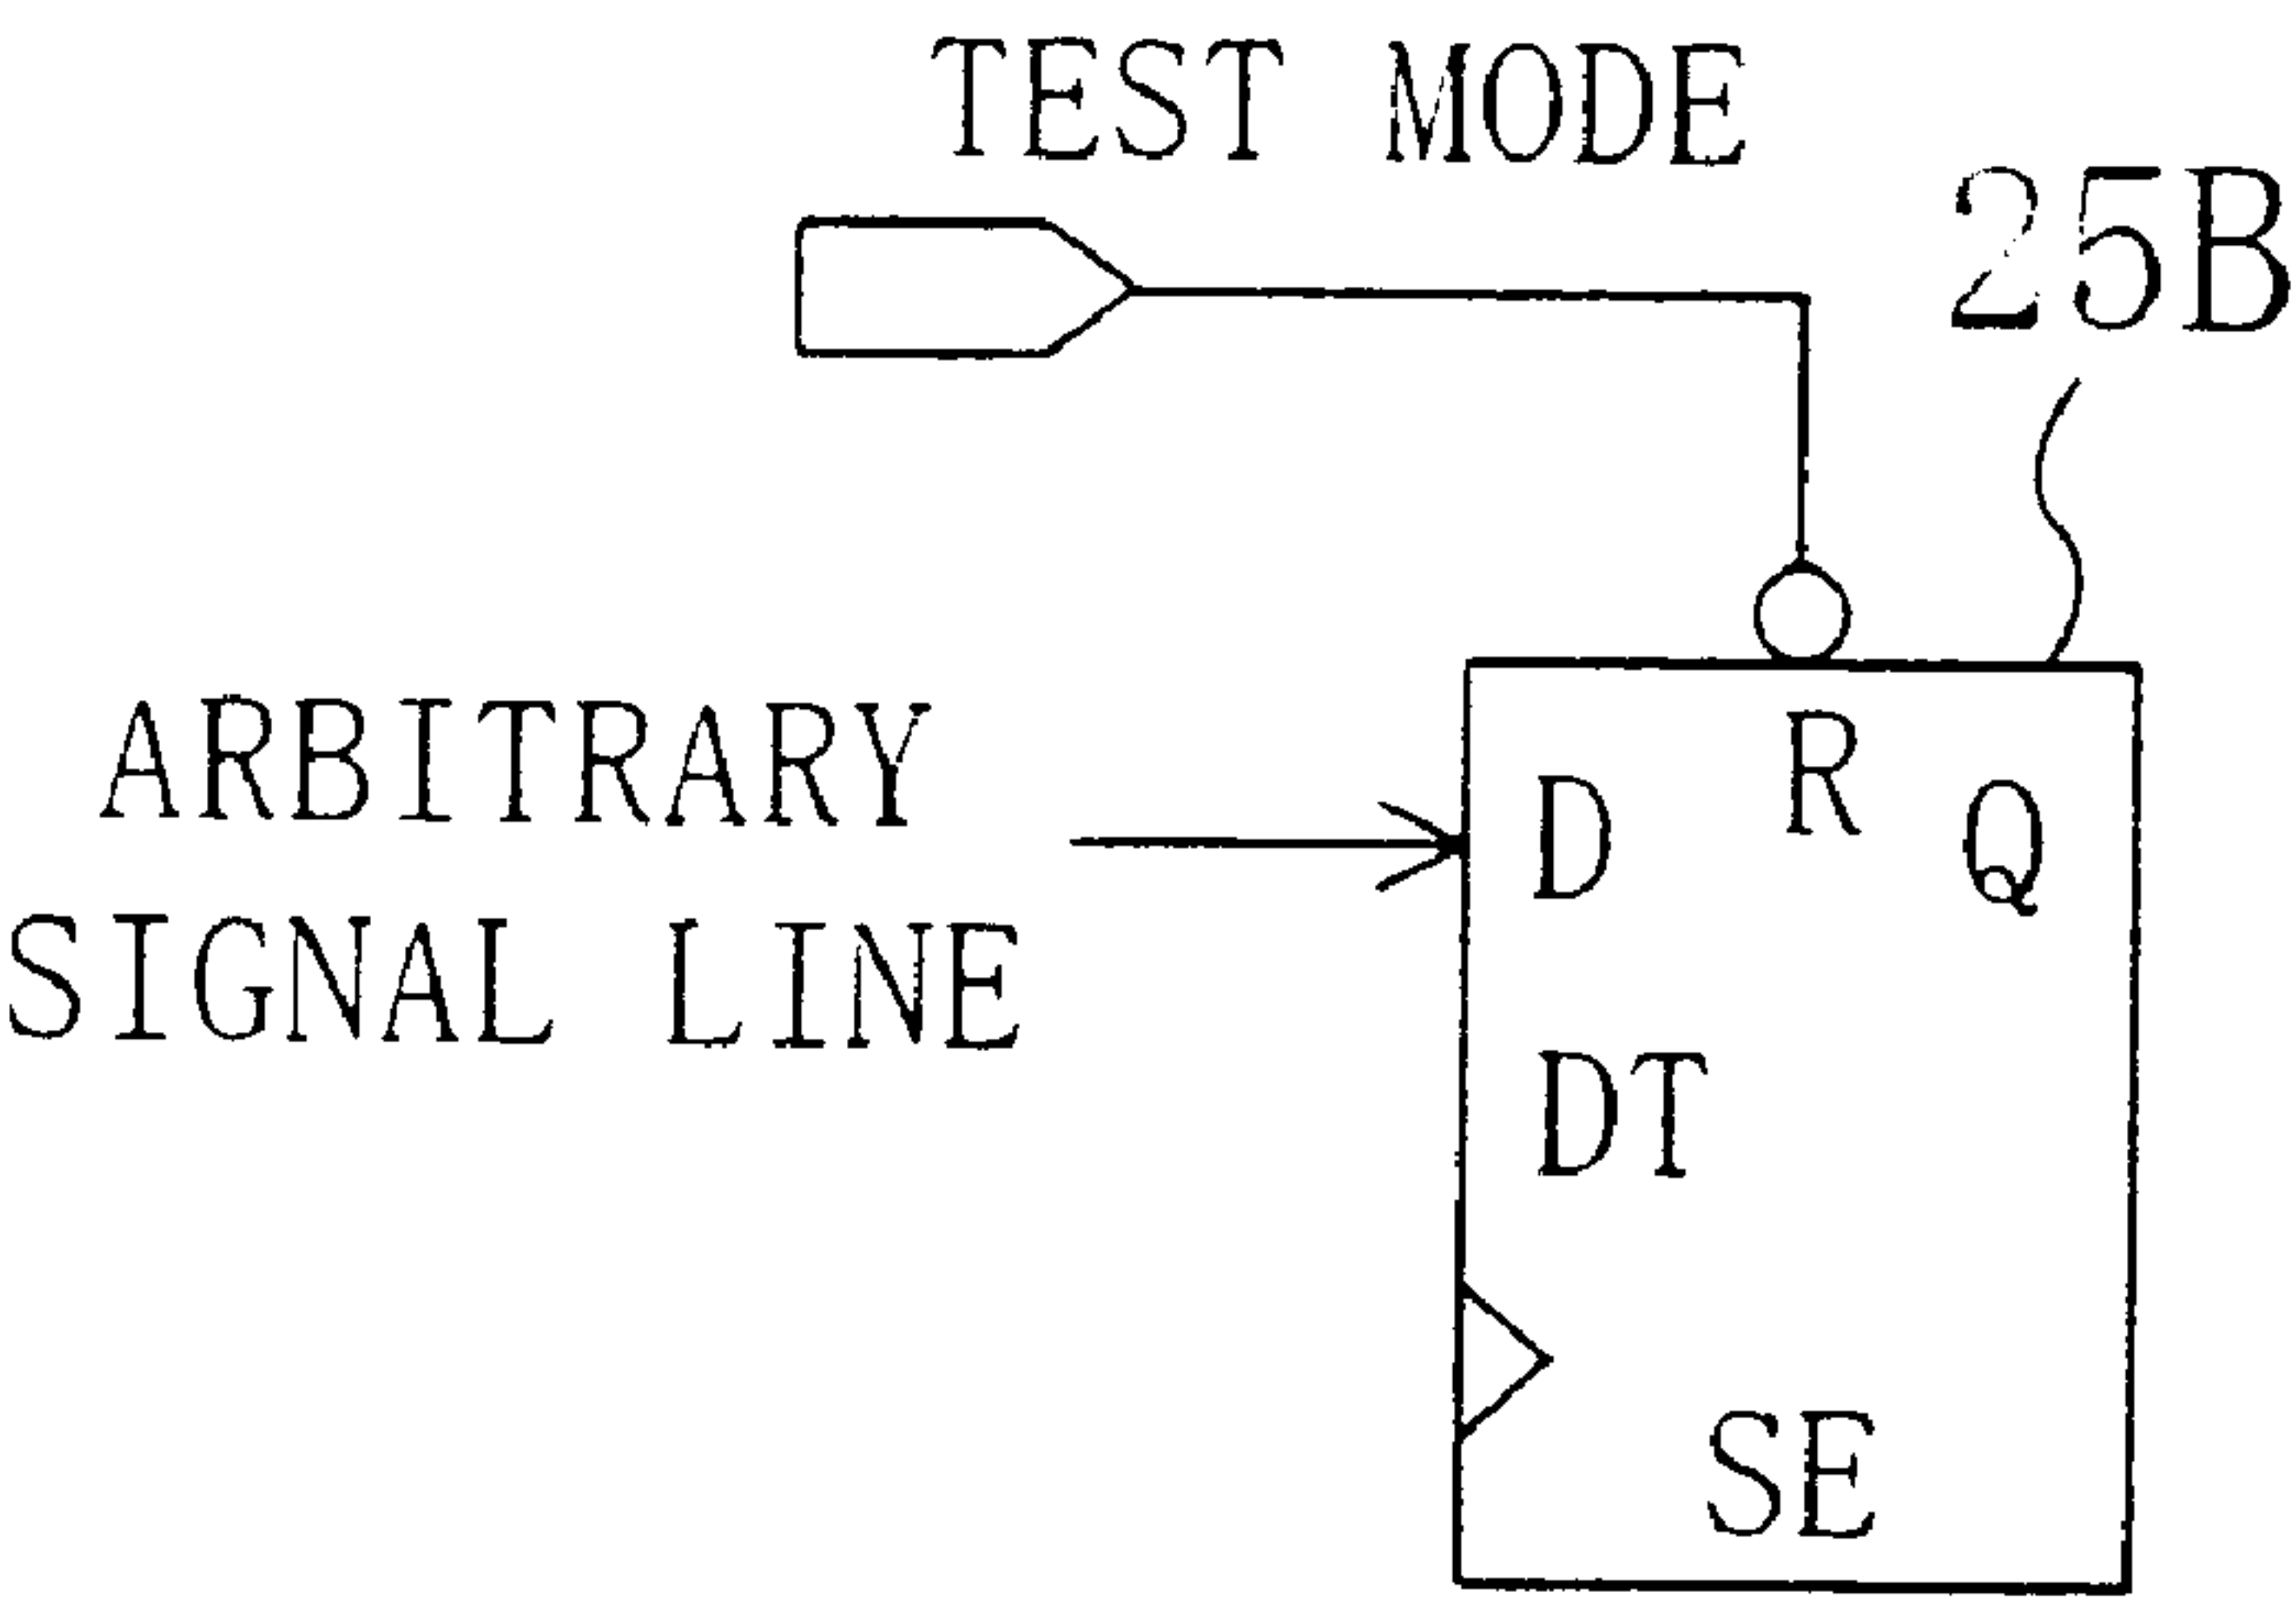 TEST MODE
25B
ARBITRARY
SIGNAL LINE
R
D
Q
DT
SE